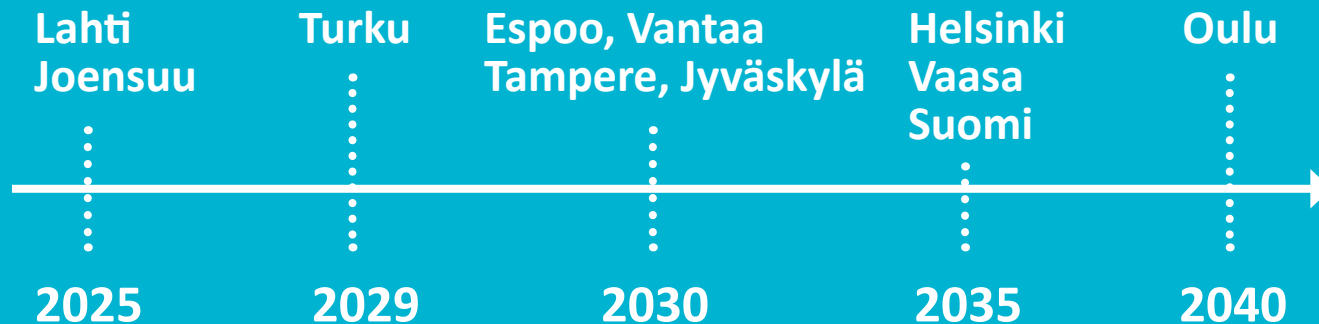 Lahti
Joensuu
Turku
Espoo, Vantaa
Tampere, Jyväskylä
Helsinki
Vaasa
Suomi
Oulu
2025
2029
2030
2035
2040